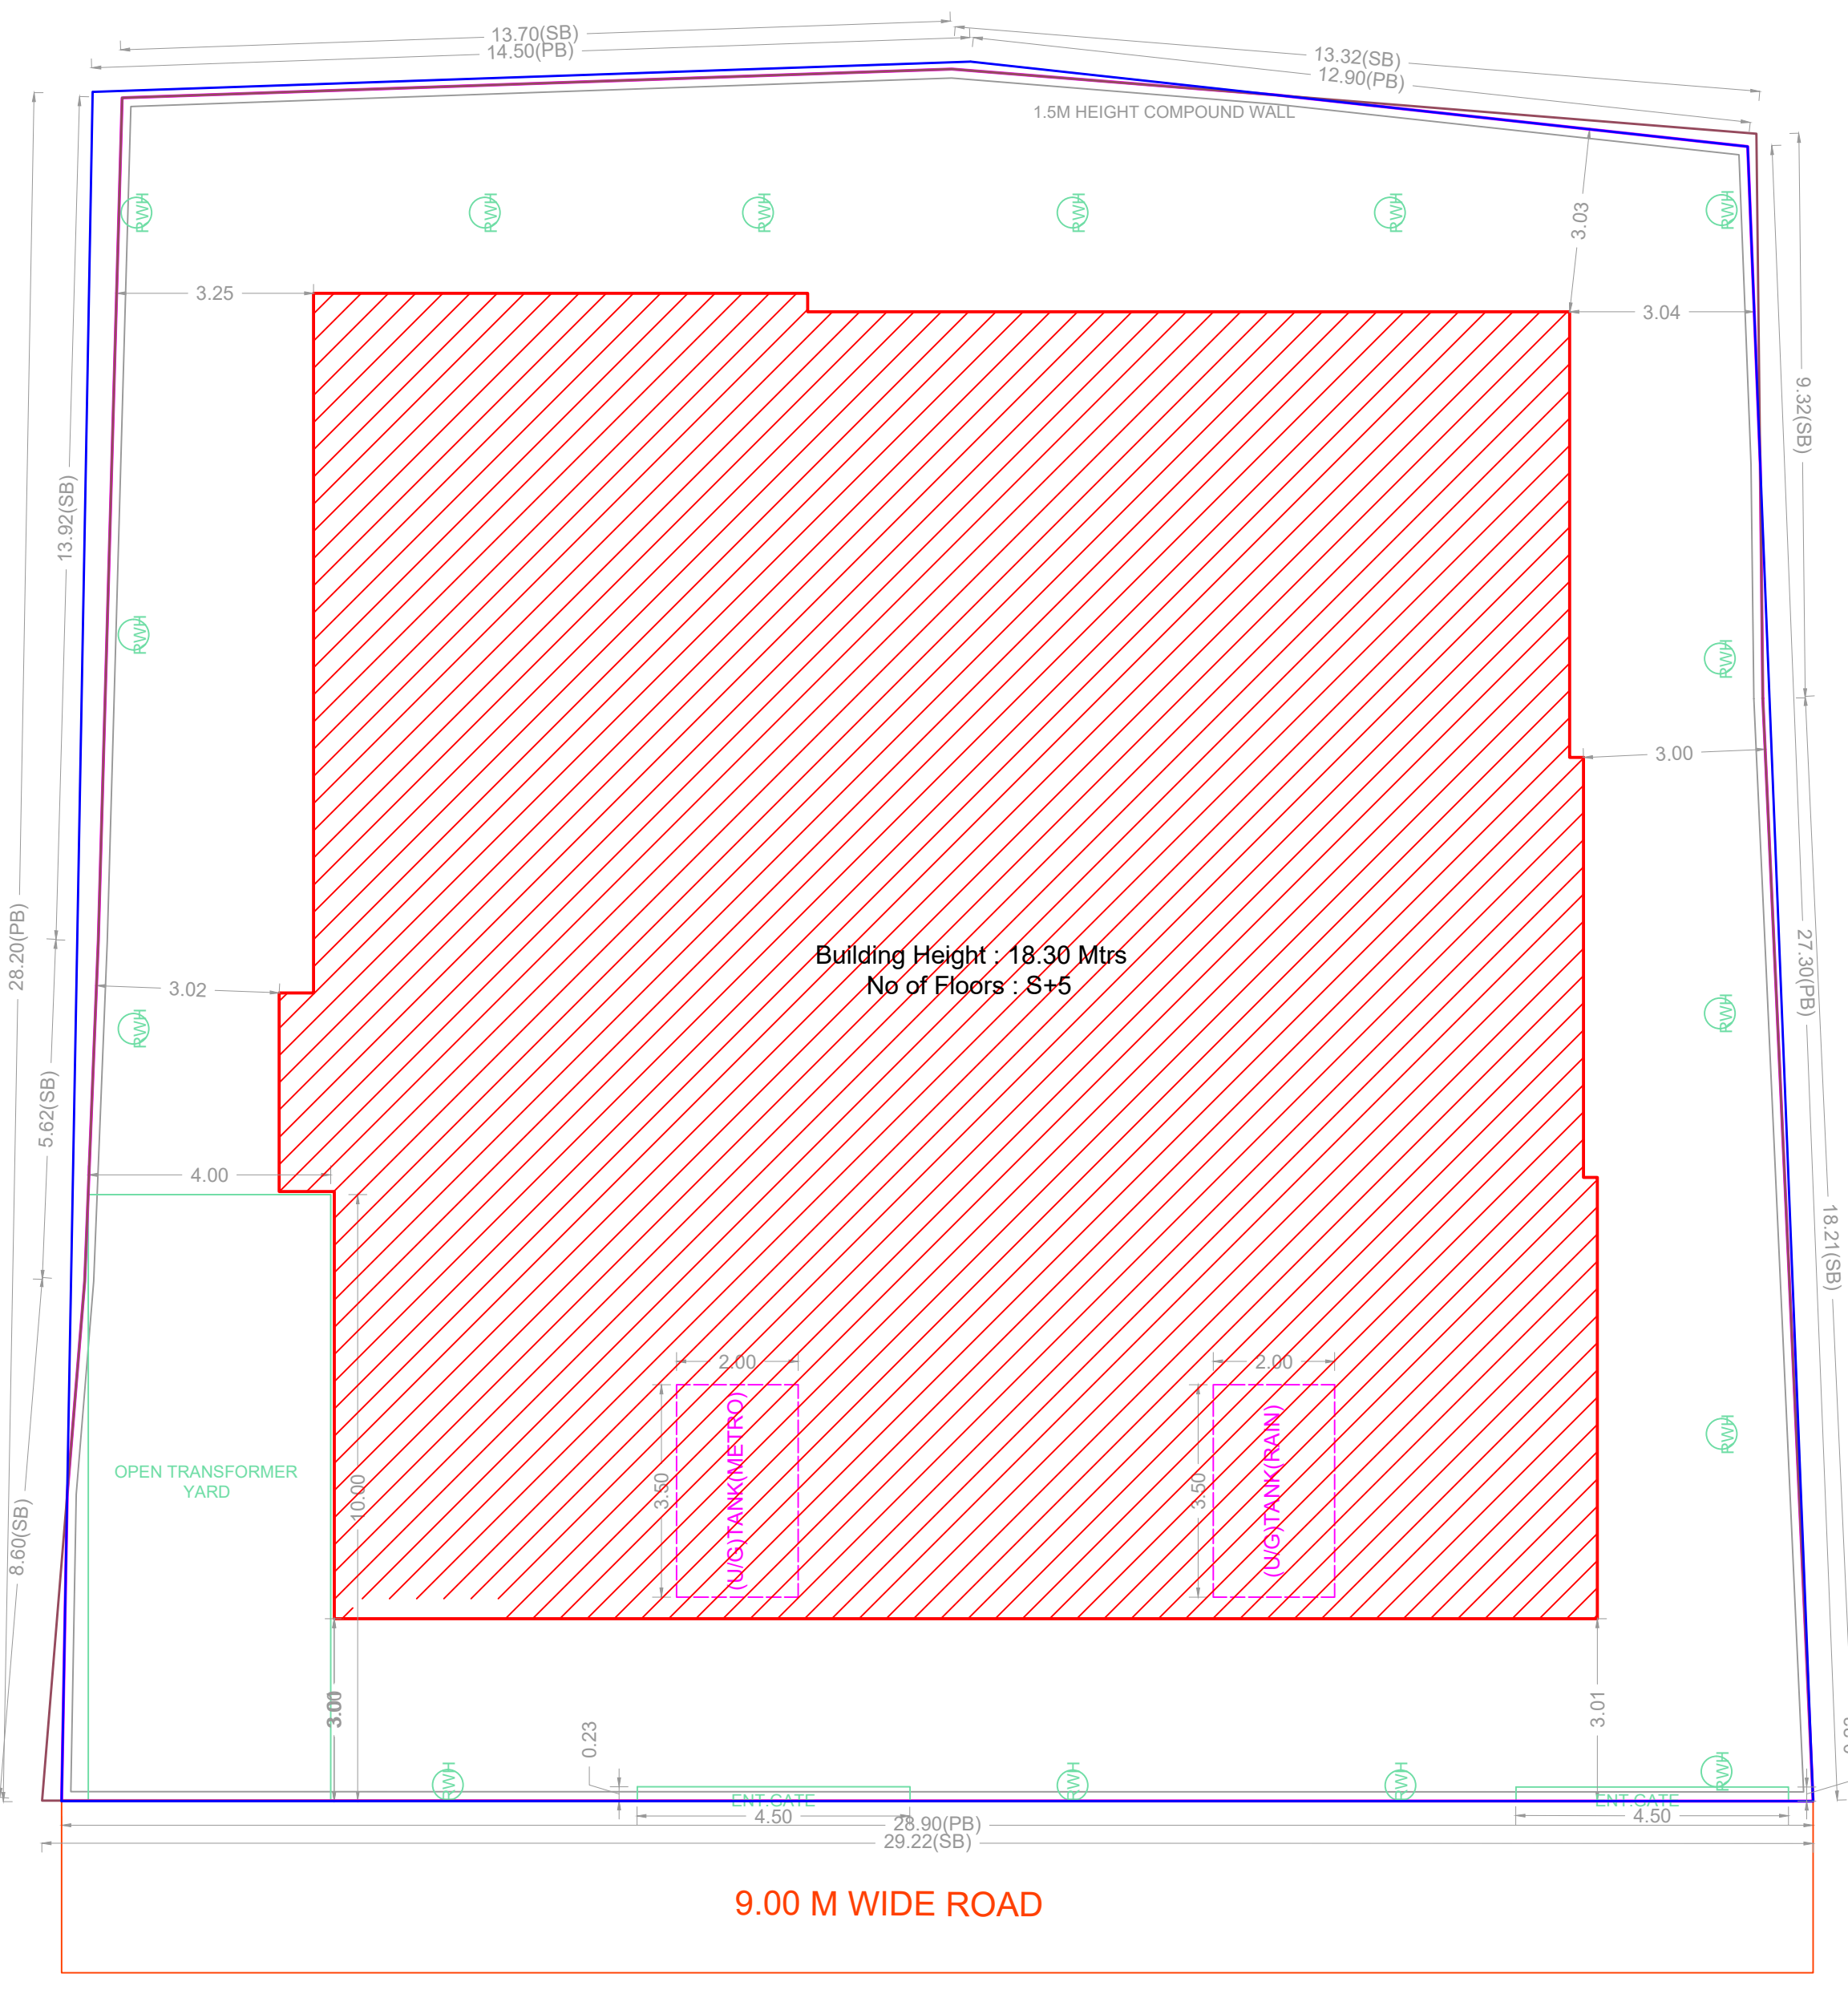 13.70(SB)
14.50(PB)
13.32(SB)
12.90(PB)
1.5M HEIGHT COMPOUND WALL
RWH
RWH
RWH
RWH
RWH
RWH
3.03
3.25
3.04
9.32(SB)
13.92(SB)
RWH
RWH
3.00
28.20(PB)
Building Height : 18.30 Mtrs
No of Floors : S+5
27.30(PB)
3.02
RWH
RWH
5.62(SB)
4.00
18.21(SB)
2.00
2.00
(U/G)TANK(METRO)
(U/G)TANK(RAIN)
3.50
3.50
RWH
OPEN TRANSFORMER
YARD
10.00
8.60(SB)
3.01
0.23
RWH
RWH
RWH
RWH
ENT.GATE
ENT.GATE
4.50
4.50
28.90(PB)
29.22(SB)
9.00 M WIDE ROAD